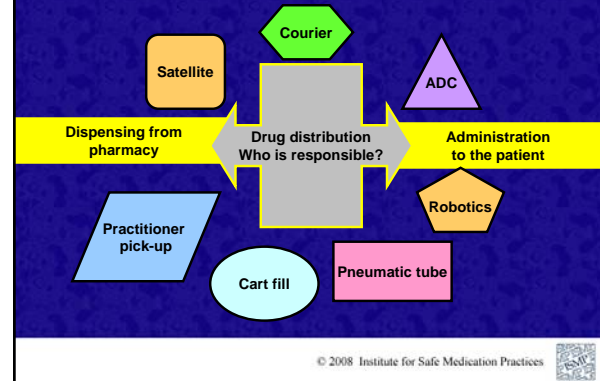 Courier
Satellite
ADC
Dispensing from
pharmacy
Drug distribution
Who is responsible?
Administration
to the patient
Robotics
Practitioner
pick-up
Cart fill
Pneumatic tube
© 2008 Institute for Safe Medication Practices
ISMP